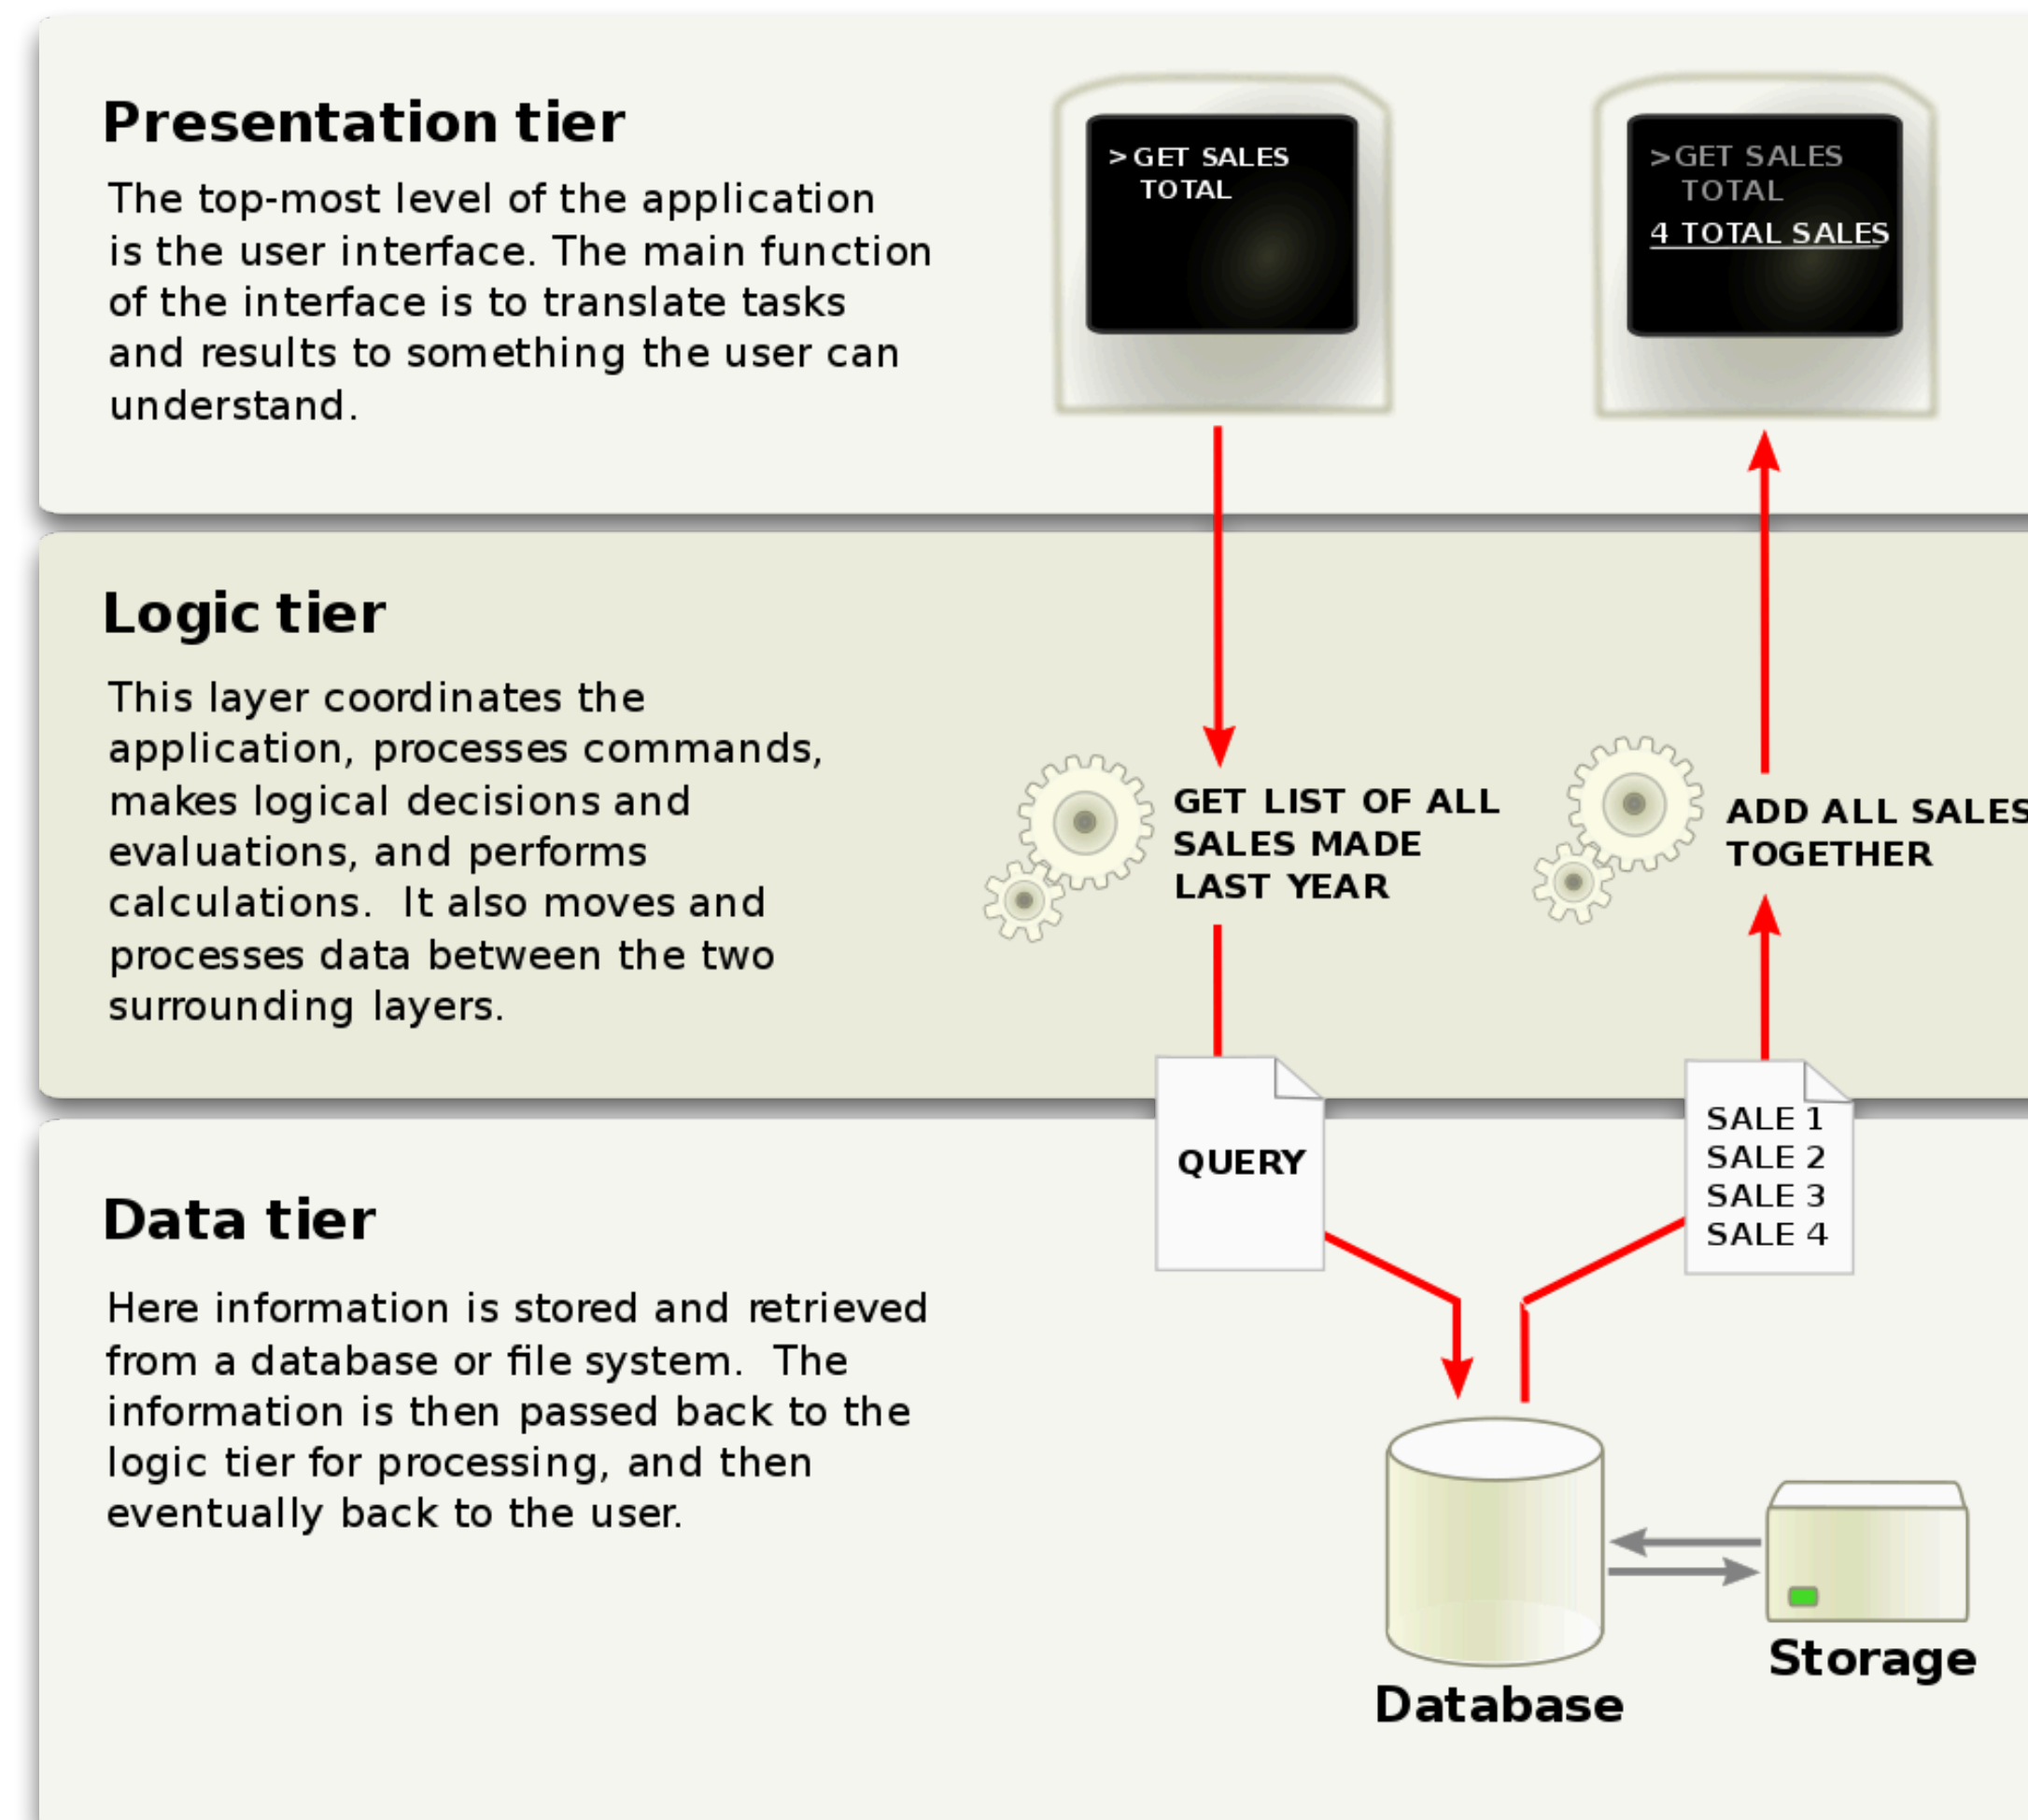 Presentation tier
The top-most level of the application
is the user interface. The main function
of the interface is to translate tasks
and results to something the user can
understand.
>GET SALES
TOTAL
>GET SALES
TOTAL
4 TOTAL SALES
Logic tier
This layer coordinates the
application, processes commands,
makes logical decisions and
evaluations, and performs
calculations.  It also moves and
processes data between the two
surrounding layers.
GET LIST OF ALL
SALES MADE
LAST YEAR
ADD ALL SALES
TOGETHER
Data tier
Here information is stored and retrieved
from a database or file system.  The
information is then passed back to the
logic tier for processing, and then
eventually back to the user.
QUERY
SALE 1
SALE 2
SALE 3
SALE 4
Database
Storage